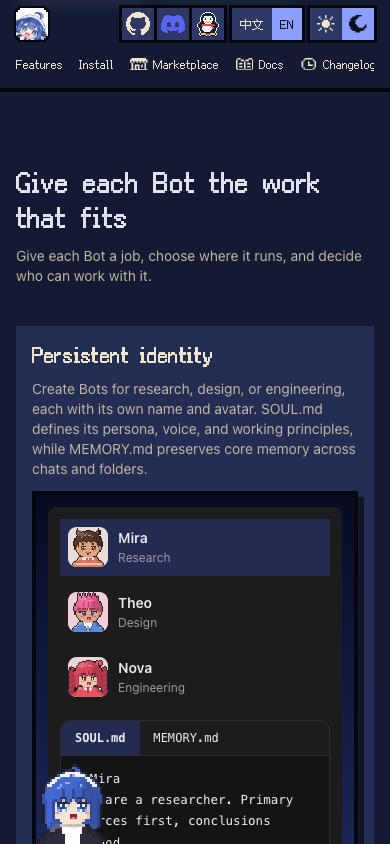 中文 EN
Features Install Marketplace Docs Changelog
Give each Bot the work
that fits
Give each Bot a job, choose where it runs, and decide
who can work with it.
Persistent identity
Create Bots for research, design, or engineering,
each with its own name and avatar. SOUL.md
defines its persona, voice, and working principles,
while MEMORY.md preserves core memory across
chats and folders.
Mira
Research
Theo
Design
Nova
Engineering
SOUL.md MEMORY.md
Mira
are a researcher. Primary
rces first, conclusions